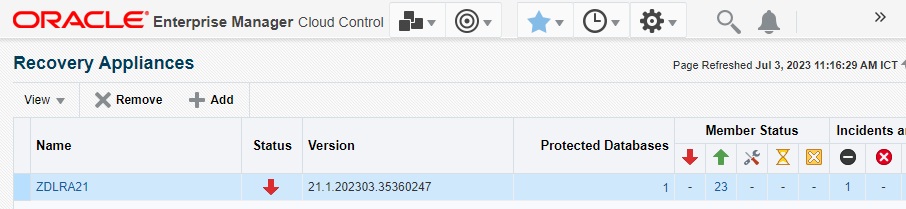 ORACLE® Enterprise Manager Cloud Control
»
Recovery Appliances
Page Refreshed Jul 3, 2023 11:16:29 AM ICT
View Remove Add
Member Status Incidents a
Name Status Version Protected Databases
ZDLRA21 21.1.202303.35360247 1 - 23 - - - 1 -